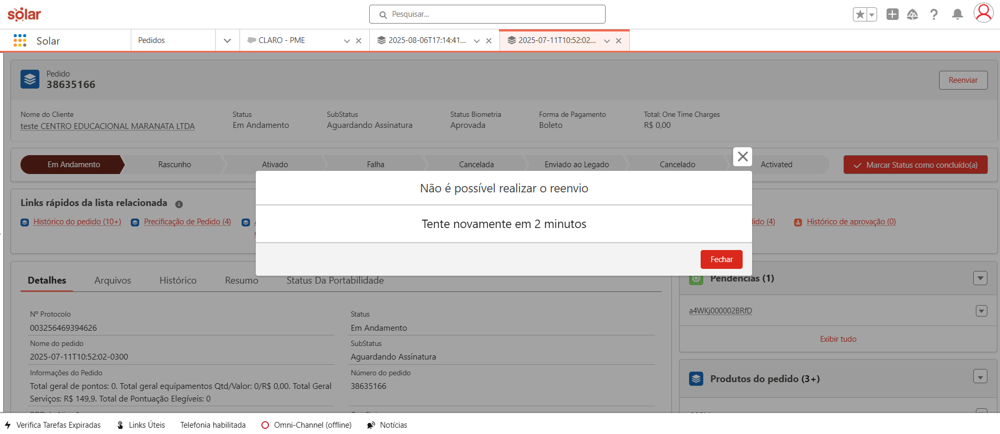 solar
Pesquisar...
Solar
Pedidos
CLARO - PME
2025-08-06T17:14:41...
2025-07-11T10:52:02...
Pedido
38635166
Reenviar
Nome do Cliente
teste CENTRO EDUCACIONAL MARANATA LTDA
Status
Em Andamento
SubStatus
Aguardando Assinatura
Status Biometria
Aprovada
Forma de Pagamento
Boleto
Total: One Time Charges
R$ 0,00
Em Andamento
Rascunho
Ativado
Falha
Cancelada
Enviado ao Legado
Cancelado
Activated
Marcar Status como concluído(a)
Não é possível realizar o reenvio
Tente novamente em 2 minutos
Fechar
Links rápidos da lista relacionada
Histórico do pedido (10+)
Precificação de Pedido (4)
dido (4)
Histórico de aprovação (0)
Detalhes
Arquivos
Histórico
Resumo
Status Da Portabilidade
Nº Protocolo
003256469394626
Status
Em Andamento
Nome do pedido
2025-07-11T10:52:02-0300
SubStatus
Aguardando Assinatura
Informações do Pedido
Total geral de pontos: 0. Total geral equipamentos Qtd/Valor: 0/R$ 0,00. Total Geral
Serviços: R$ 149,9. Total de Pontuação Elegíveis: 0
Número do pedido
38635166
Pendências (1)
a4WKj000002BRfD
Exibir tudo
Produtos do pedido (3+)
Verifica Tarefas Expiradas
Links Úteis
Telefonia habilitada
Omni-Channel (offline)
Notícias